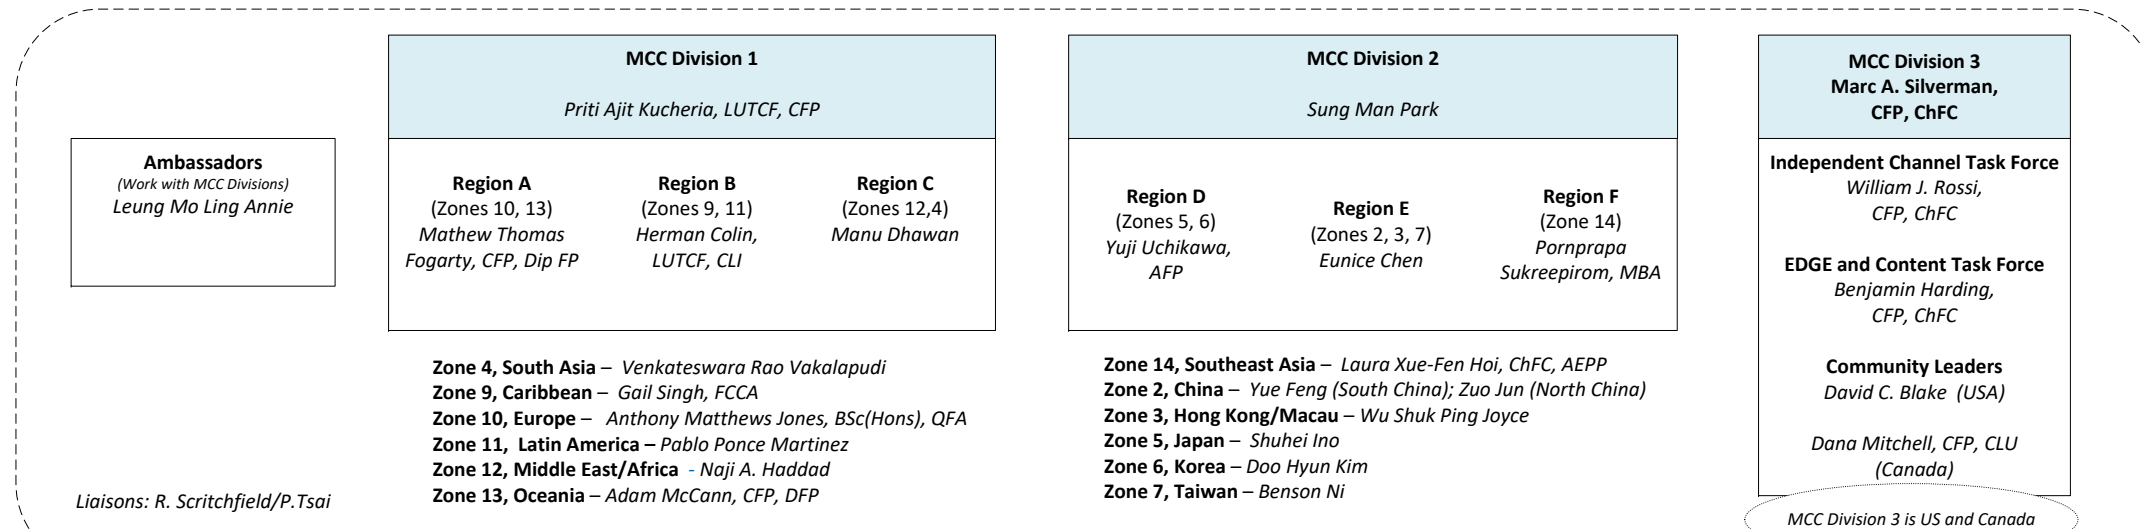 Ambassadors
(Work with MCC Divisions)
Leung Mo Ling Annie
Liaisons: R. Scritchfield/P.Tsai
MCC Division 1
Priti Ajit Kucheria, LUTCF, CFP
Region A
(Zones 10, 13)
Mathew Thomas
Fogarty, CFP, Dip FP
Region B
(Zones 9, 11)
Herman Colin,
LUTCF, CLI
Region C
(Zones 12,4)
Manu Dhawan
Zone 4, South Asia – Venkateswara Rao Vakalapudi
Zone 9, Caribbean – Gail Singh, FCCA
Zone 10, Europe – Anthony Matthews Jones, BSc(Hons), QFA
Zone 11, Latin America – Pablo Ponce Martinez
Zone 12, Middle East/Africa - Naji A. Haddad
Zone 13, Oceania – Adam McCann, CFP, DFP
MCC Division 2
Sung Man Park
Region D
(Zones 5, 6)
Yuji Uchikawa,
AFP
Region E
(Zones 2, 3, 7)
Eunice Chen
Region F
(Zone 14)
Pornprapa
Sukreepirom, MBA
Zone 14, Southeast Asia – Laura Xue-Fen Hoi, ChFC, AEPP
Zone 2, China – Yue Feng (South China); Zuo Jun (North China)
Zone 3, Hong Kong/Macau – Wu Shuk Ping Joyce
Zone 5, Japan – Shuhei Ino
Zone 6, Korea – Doo Hyun Kim
Zone 7, Taiwan – Benson Ni
MCC Division 3
Marc A. Silverman,
CFP, ChFC
Independent Channel Task Force
William J. Rossi,
CFP, ChFC
EDGE and Content Task Force
Benjamin Harding,
CFP, ChFC
Community Leaders
David C. Blake (USA)
Dana Mitchell, CFP, CLU
(Canada)
MCC Division 3 is US and Canada